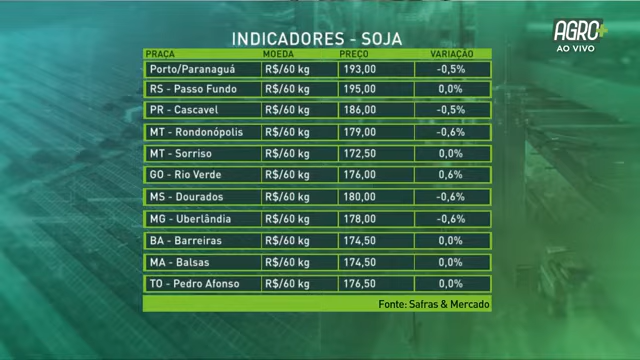 AGRO+
AO VIVO
INDICADORES - SOJA
PRAÇA MOEDA PREÇO VARIAÇÃO
Porto/Paranaguá R$/60 kg 193,00 -0,5%
RS - Passo Fundo R$/60 kg 195,00 0,0%
PR - Cascavel R$/60 kg 186,00 -0,5%
MT - Rondonópolis R$/60 kg 179,00 -0,6%
MT - Sorriso R$/60 kg 172,50 0,0%
GO - Rio Verde R$/60 kg 176,00 0,6%
MS - Dourados R$/60 kg 180,00 -0,6%
MG - Uberlândia R$/60 kg 178,00 -0,6%
BA - Barreiras R$/60 kg 174,50 0,0%
MA - Balsas R$/60 kg 174,50 0,0%
TO - Pedro Afonso R$/60 kg 176,50 0,0%
Fonte: Safras & Mercado